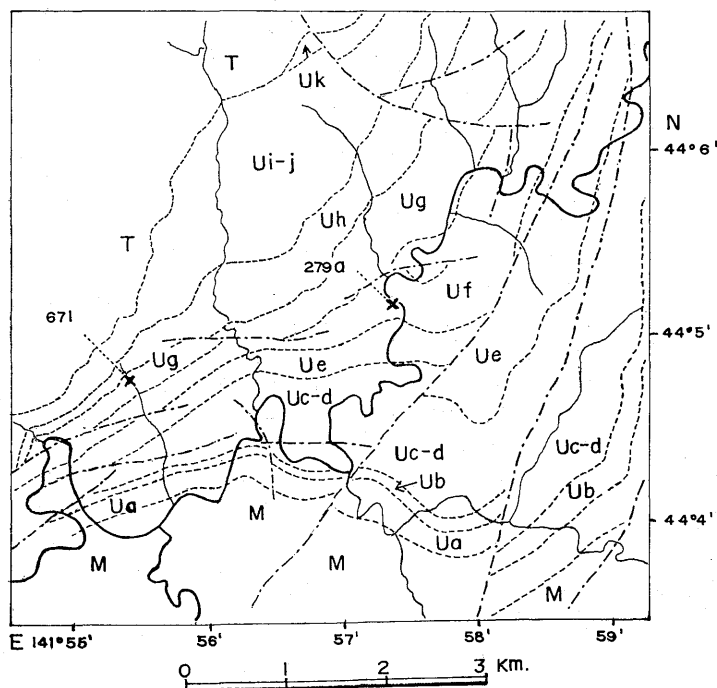 T
Uk
N
44°6'
Ui-j
Ug
T
Uh
279a
Uf
671
44°5'
Ug
Ue
Ue
Uc-d
Uc-d
Uc-d
Ub
Ub
Ua
44°4'
M
Ua
M
M
M
E 141°55'
56'
57'
58'
59'
0
1
2
3 Km.